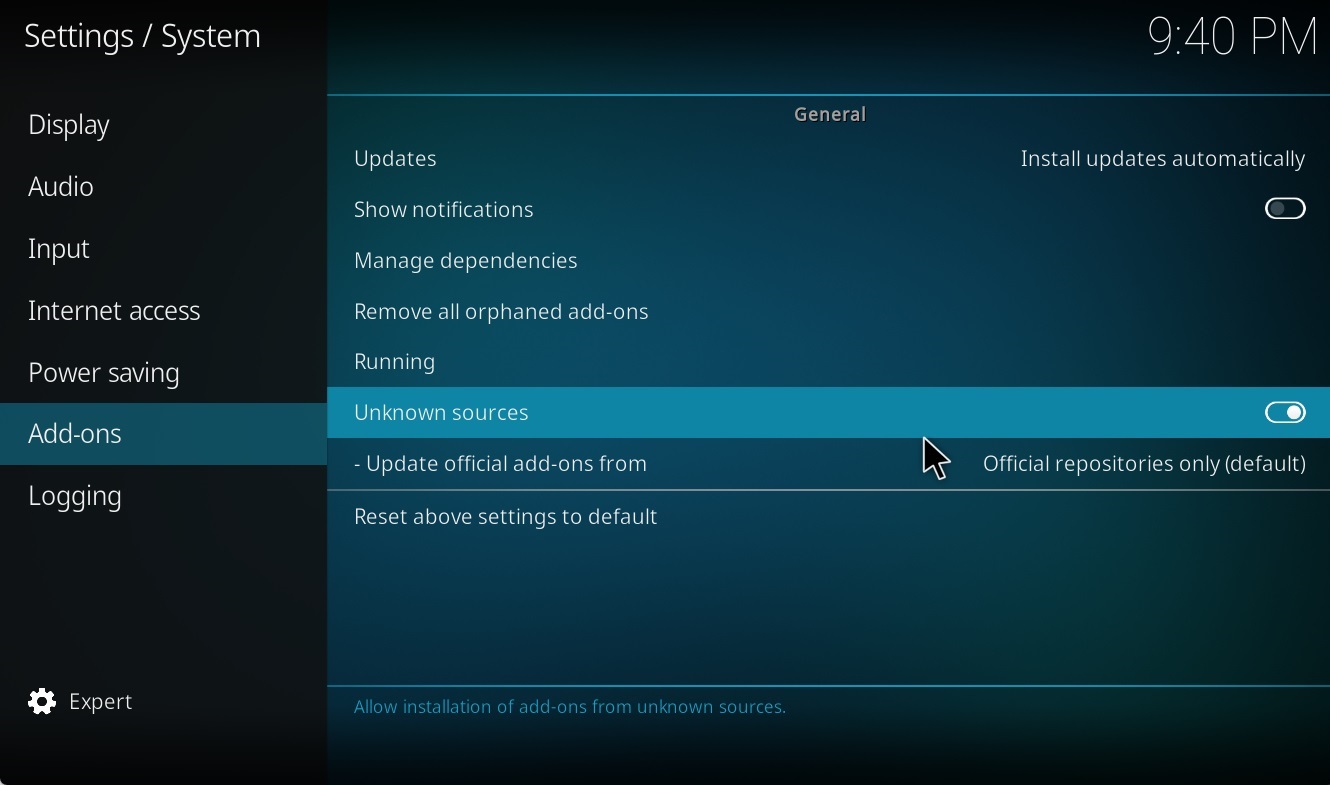 Settings / System
9:40 PM
Display
Audio
Input
Internet access
Power saving
Add-ons
Logging
Expert
General
Updates Install updates automatically
Show notifications
Manage dependencies
Remove all orphaned add-ons
Running
Unknown sources
- Update official add-ons from Official repositories only (default)
Reset above settings to default
Allow installation of add-ons from unknown sources.